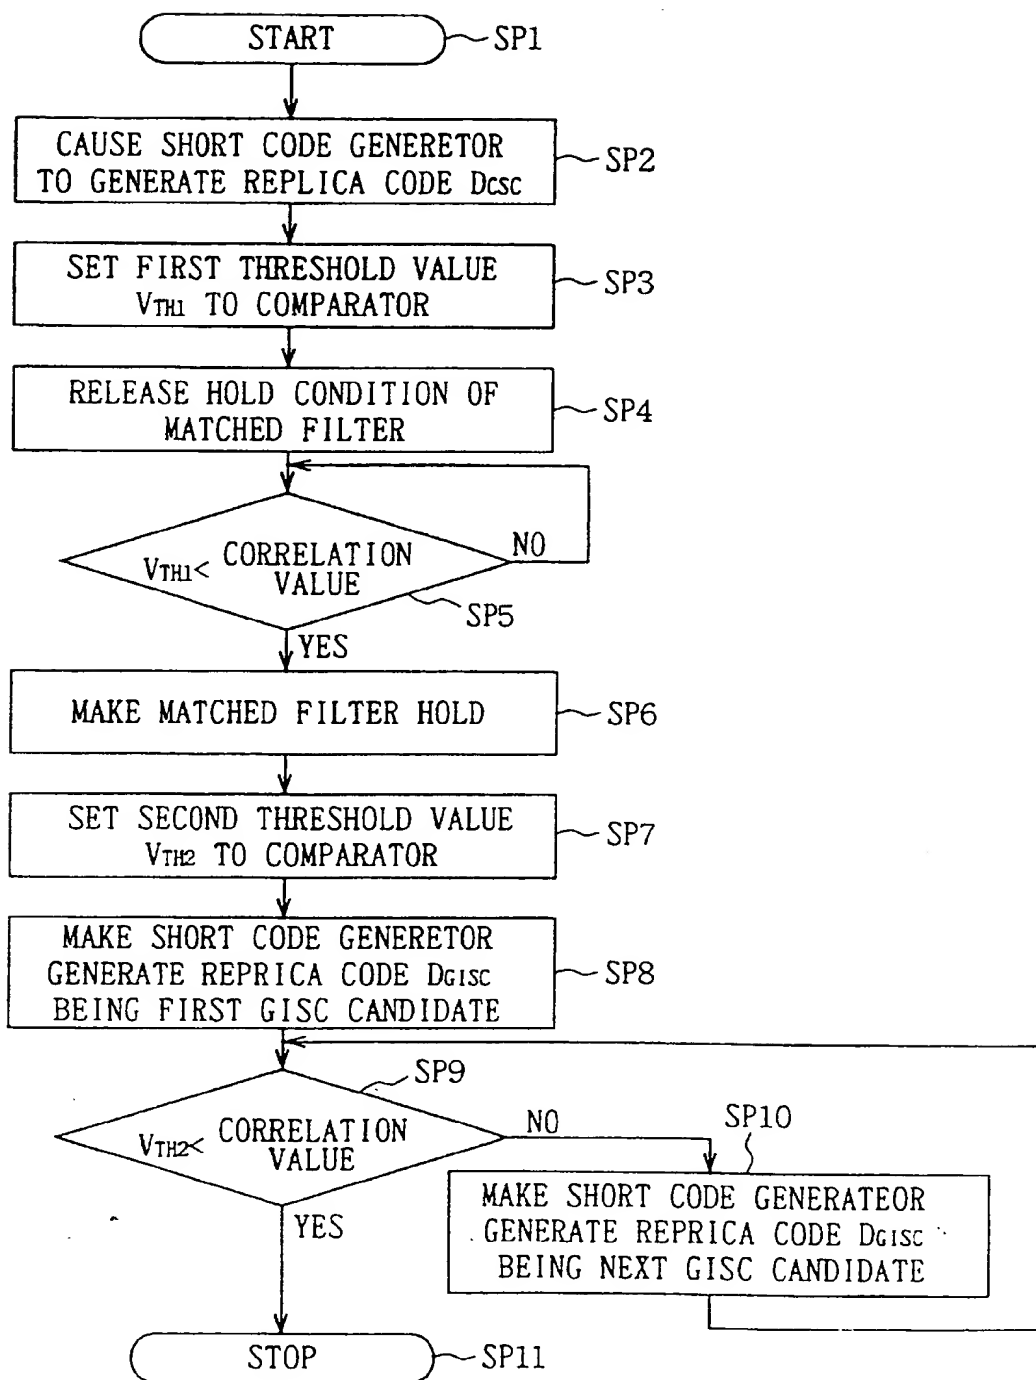 START
SP1
CAUSE SHORT CODE GENERETOR
TO GENERATE REPLICA CODE DCSC
SP2
SET FIRST THRESHOLD VALUE
VTH1 TO COMPARATOR
SP3
RELEASE HOLD CONDITION OF
MATCHED FILTER
SP4
VTH1< CORRELATION
VALUE
NO
SP5
YES
MAKE MATCHED FILTER HOLD
SP6
SET SECOND THRESHOLD VALUE
VTH2 TO COMPARATOR
SP7
MAKE SHORT CODE GENERETOR
GENERATE REPRICA CODE DGISC
BEING FIRST GISC CANDIDATE
SP8
SP9
VTH2< CORRELATION
VALUE
NO
YES
SP10
MAKE SHORT CODE GENERATEOR
GENERATE REPRICA CODE DGISC
BEING NEXT GISC CANDIDATE
STOP
SP11